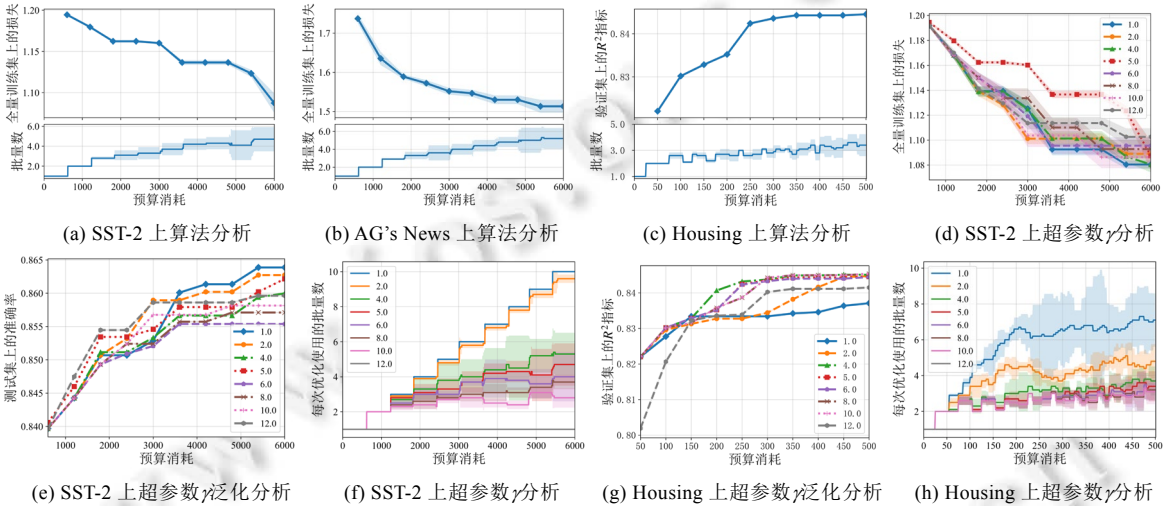 全量训练集上的损失
1.20
1.15
1.10
批量数
6.0
4.0
2.0
0 1000 2000 3000 4000 5000 6000
预算消耗
(a) SST-2 上算法分析
全量训练集上的损失
1.7
1.6
1.5
批量数
6.0
4.0
2.0
0 1000 2000 3000 4000 5000 6000
预算消耗
(b) AG's News 上算法分析
验证集上的R²指标
0.84
0.83
批量数
5.0
3.0
1.0
0 50 100 150 200 250 300 350 400 450 500
预算消耗
(c) Housing 上算法分析
全量训练集上的损失
1.20
1.18
1.16
1.14
1.12
1.10
1.08
1.0
2.0
4.0
5.0
6.0
8.0
10.0
12.0
1000 2000 3000 4000 5000 6000
预算消耗
(d) SST-2 上超参数γ分析
测试集上的准确率
0.865
0.860
0.855
0.850
0.845
0.840
1.0
2.0
4.0
5.0
6.0
8.0
10.0
12.0
1000 2000 3000 4000 5000 6000
预算消耗
(e) SST-2 上超参数γ泛化分析
每次优化使用的批量数
10
8
6
4
2
1.0
2.0
4.0
5.0
6.0
8.0
10.0
12.0
0 1000 2000 3000 4000 5000 6000
预算消耗
(f) SST-2 上超参数γ分析
验证集上的R²指标
0.84
0.83
0.82
0.81
0.80
1.0
2.0
4.0
5.0
6.0
8.0
10.0
12.0
50 100 150 200 250 300 350 400 450 500
预算消耗
(g) Housing 上超参数γ泛化分析
每次优化使用的批量数
10
8
6
4
2
1.0
2.0
4.0
5.0
6.0
8.0
10.0
12.0
0 50 100 150 200 250 300 350 400 450 500
预算消耗
(h) Housing 上超参数γ分析